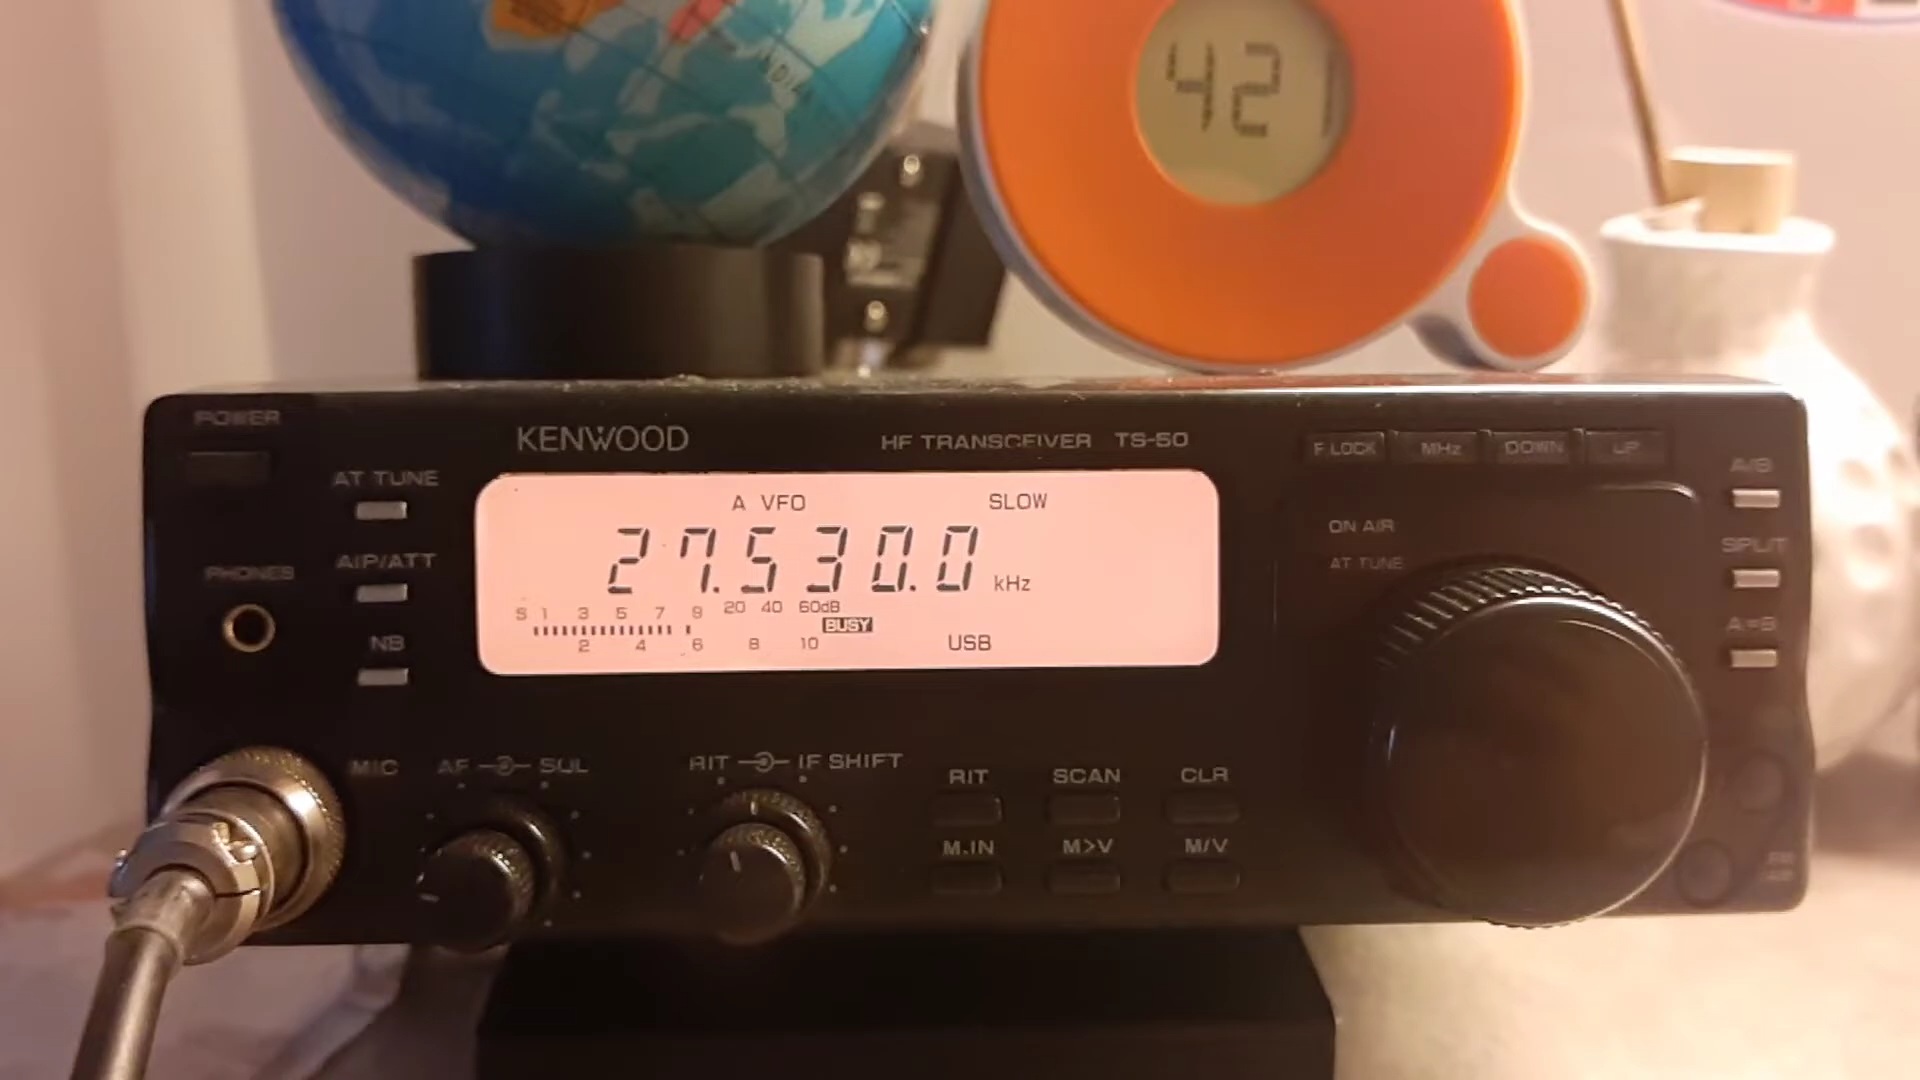 INDIA
42
POWER
KENWOOD
HF TRANSCEIVER TS-50
F.LOCK MHz DOWN UP
AT TUNE
A/B
A VFO SLOW
ON AIR
27.530.0 kHz
AIP/ATT
SPLIT
AT TUNE
PHONES
S 1 3 5 7 9 20 40 60dB
BUSY
A=B
NB
2 4 6 8 10
USB
MIC
AF SQL
RIT IF SHIFT
RIT SCAN CLR
M.IN M>V M/V